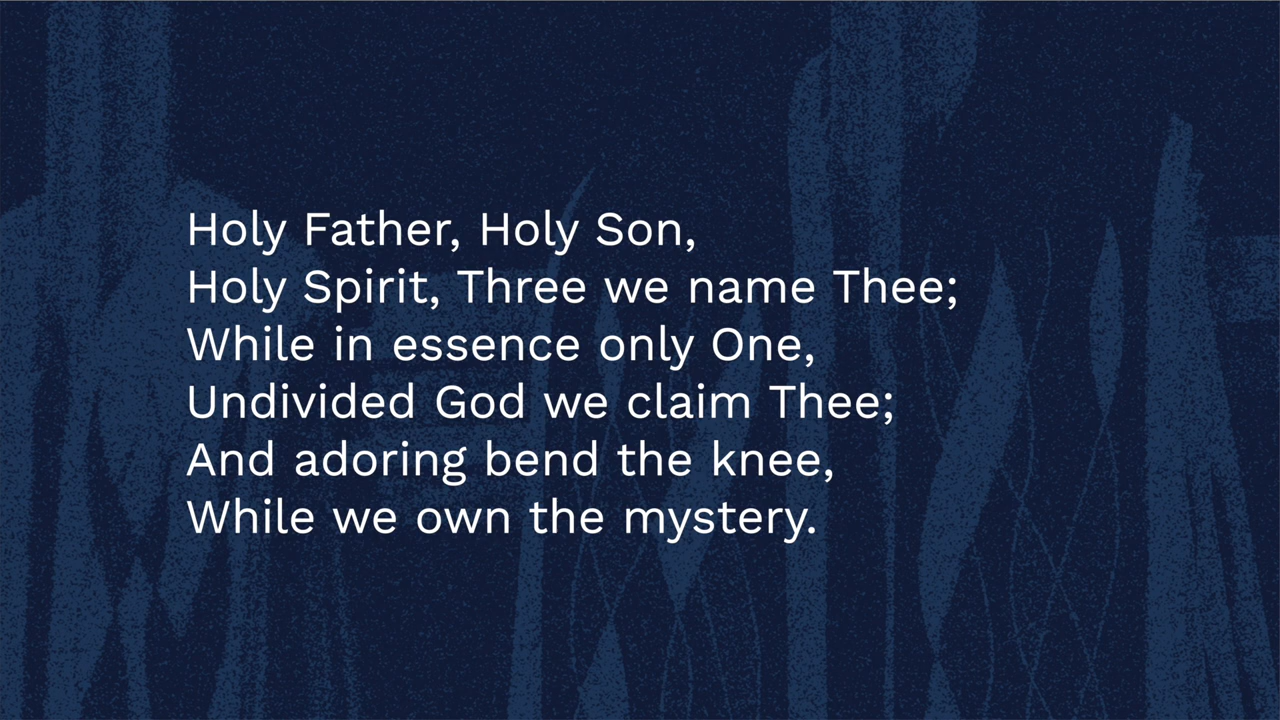 Holy Father, Holy Son,
Holy Spirit, Three we name Thee;
While in essence only One,
Undivided God we claim Thee;
And adoring bend the knee,
While we own the mystery.